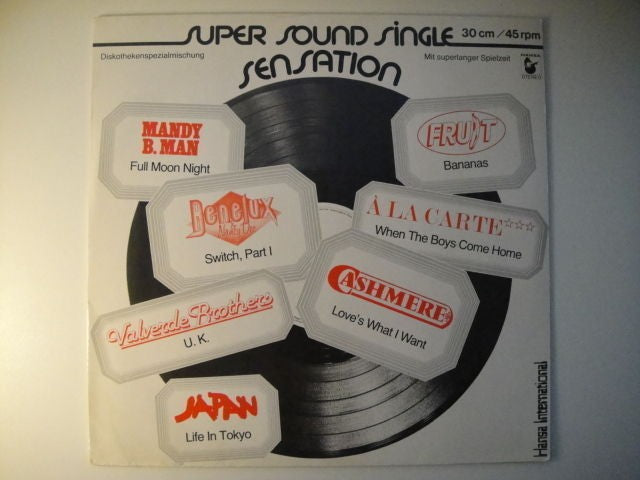 SUPER SOUND SINGLE 30 cm/45 rpm
Diskothekenspezialmischung
Mit superlanger Spielzeit
HANSA
STEREO
SENSATION
MANDY
B. MAN
Full Moon Night
FRUIT
Bananas
Benelux
Switch, Part I
À LA CARTE
When The Boys Come Home
CASHMERE
Love's What I Want
Valverde Brothers
U. K.
JAPAN
Life In Tokyo
Hansa International